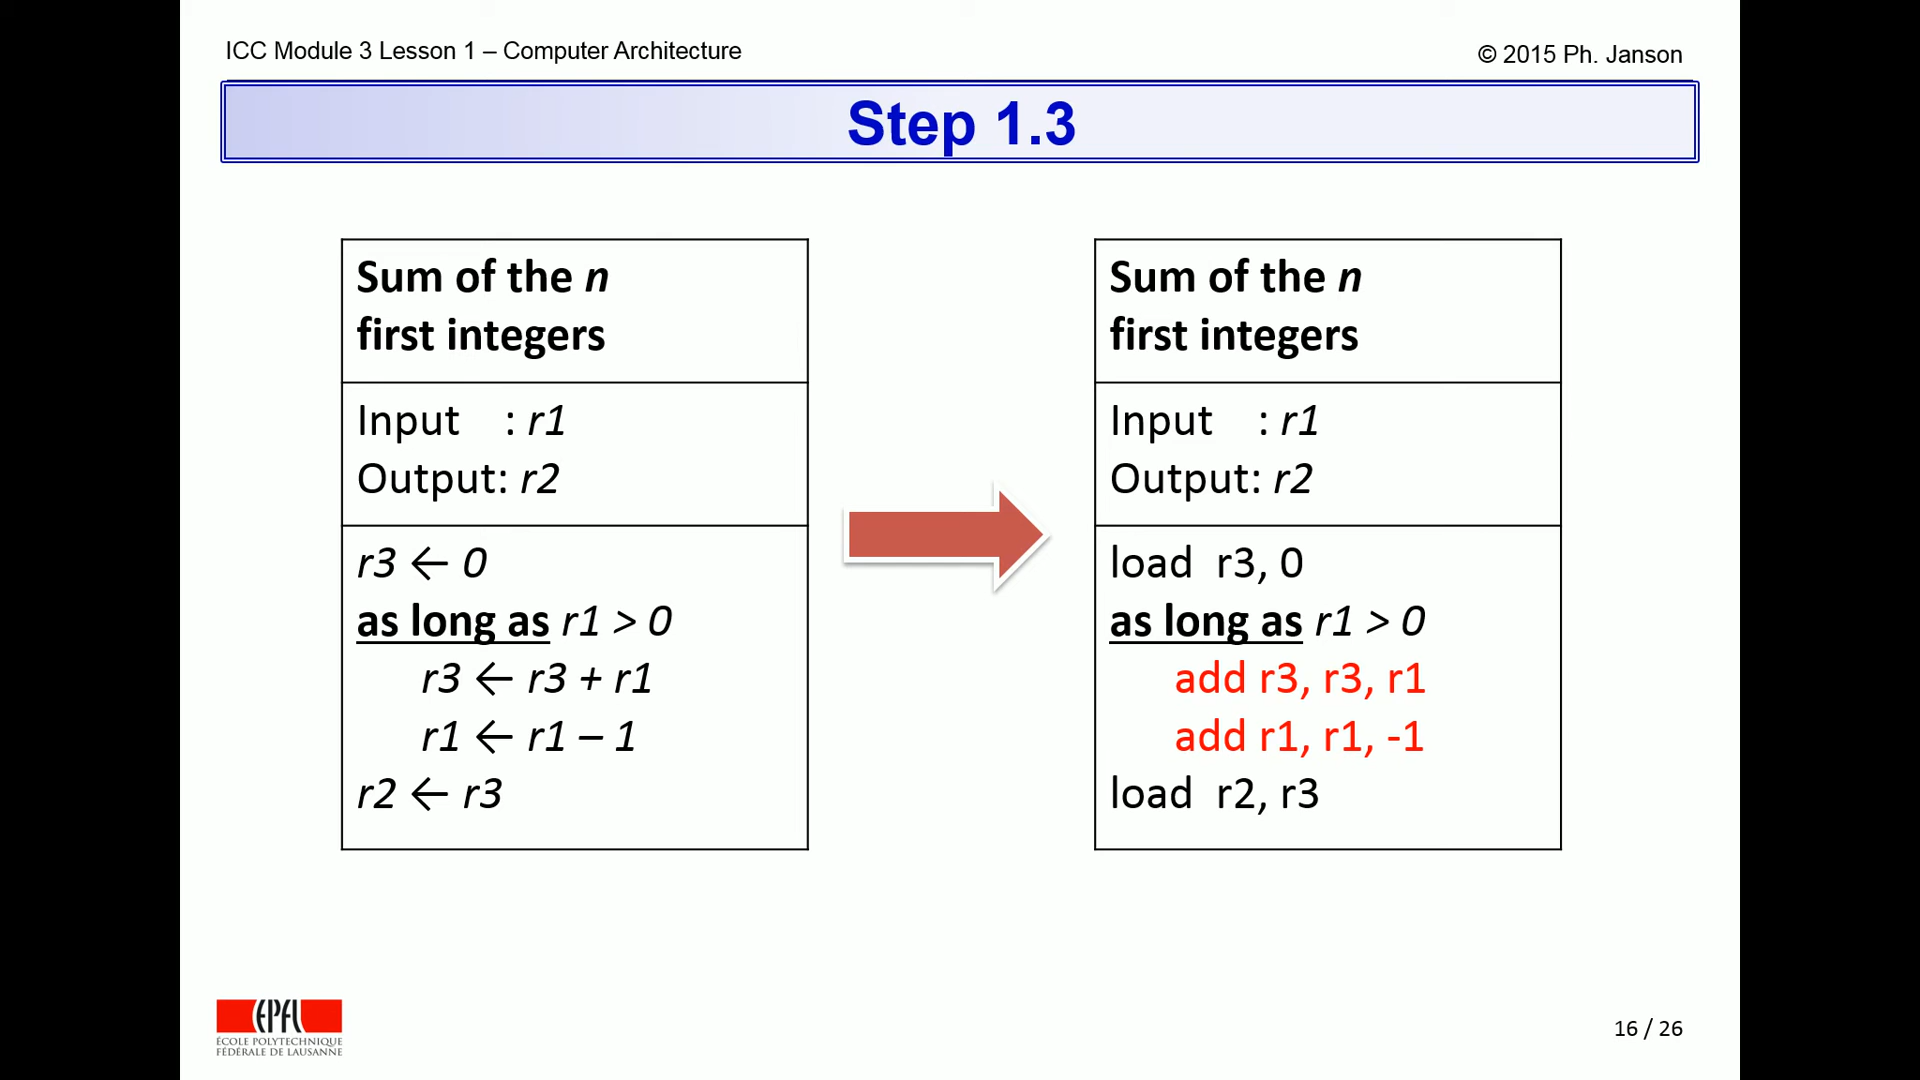 ICC Module 3 Lesson 1 – Computer Architecture
© 2015 Ph. Janson
Step 1.3
Sum of the n
first integers
Input : r1
Output: r2
r3 ← 0
as long as r1 > 0
r3 ← r3 + r1
r1 ← r1 – 1
r2 ← r3
Sum of the n
first integers
Input : r1
Output: r2
load r3, 0
as long as r1 > 0
add r3, r3, r1
add r1, r1, -1
load r2, r3
EPFL
ÉCOLE POLYTECHNIQUE
FÉDÉRALE DE LAUSANNE
16 / 26